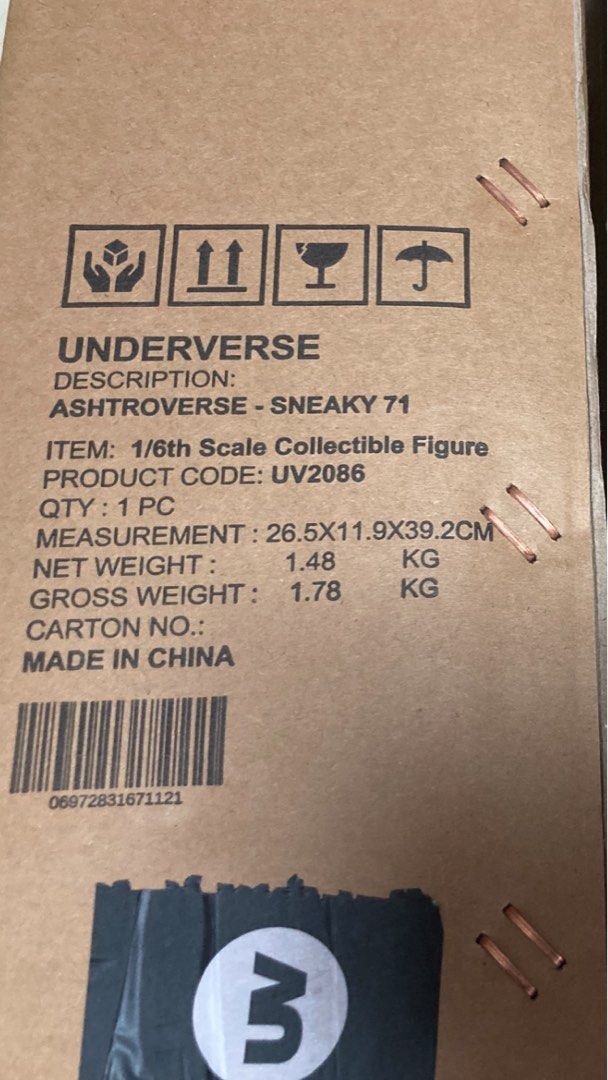 UNDERVERSE
DESCRIPTION:
ASHTROVERSE - SNEAKY 71
ITEM: 1/6th Scale Collectible Figure
PRODUCT CODE: UV2086
QTY : 1 PC
MEASUREMENT : 26.5X11.9X39.2CM
NET WEIGHT : 1.48 KG
GROSS WEIGHT : 1.78 KG
CARTON NO.:
MADE IN CHINA
06972831671121
UV